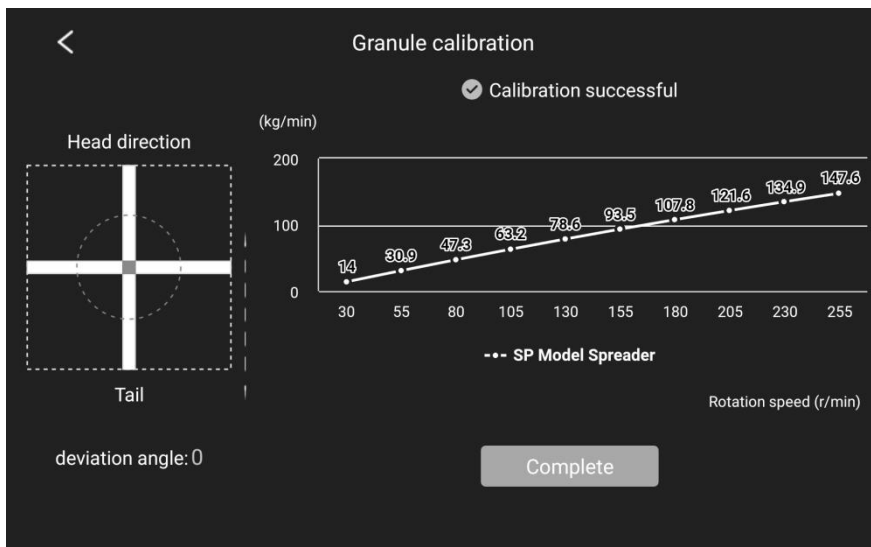 Granule calibration
Calibration successful
Head direction
Tail
deviation angle:0
(kg/min)
200
100
0
14
30.9
47.3
63.2
78.6
93.5
107.8
121.6
134.9
147.6
30 55 80 105 130 155 180 205 230 255
SP Model Spreader
Rotation speed (r/min)
Complete